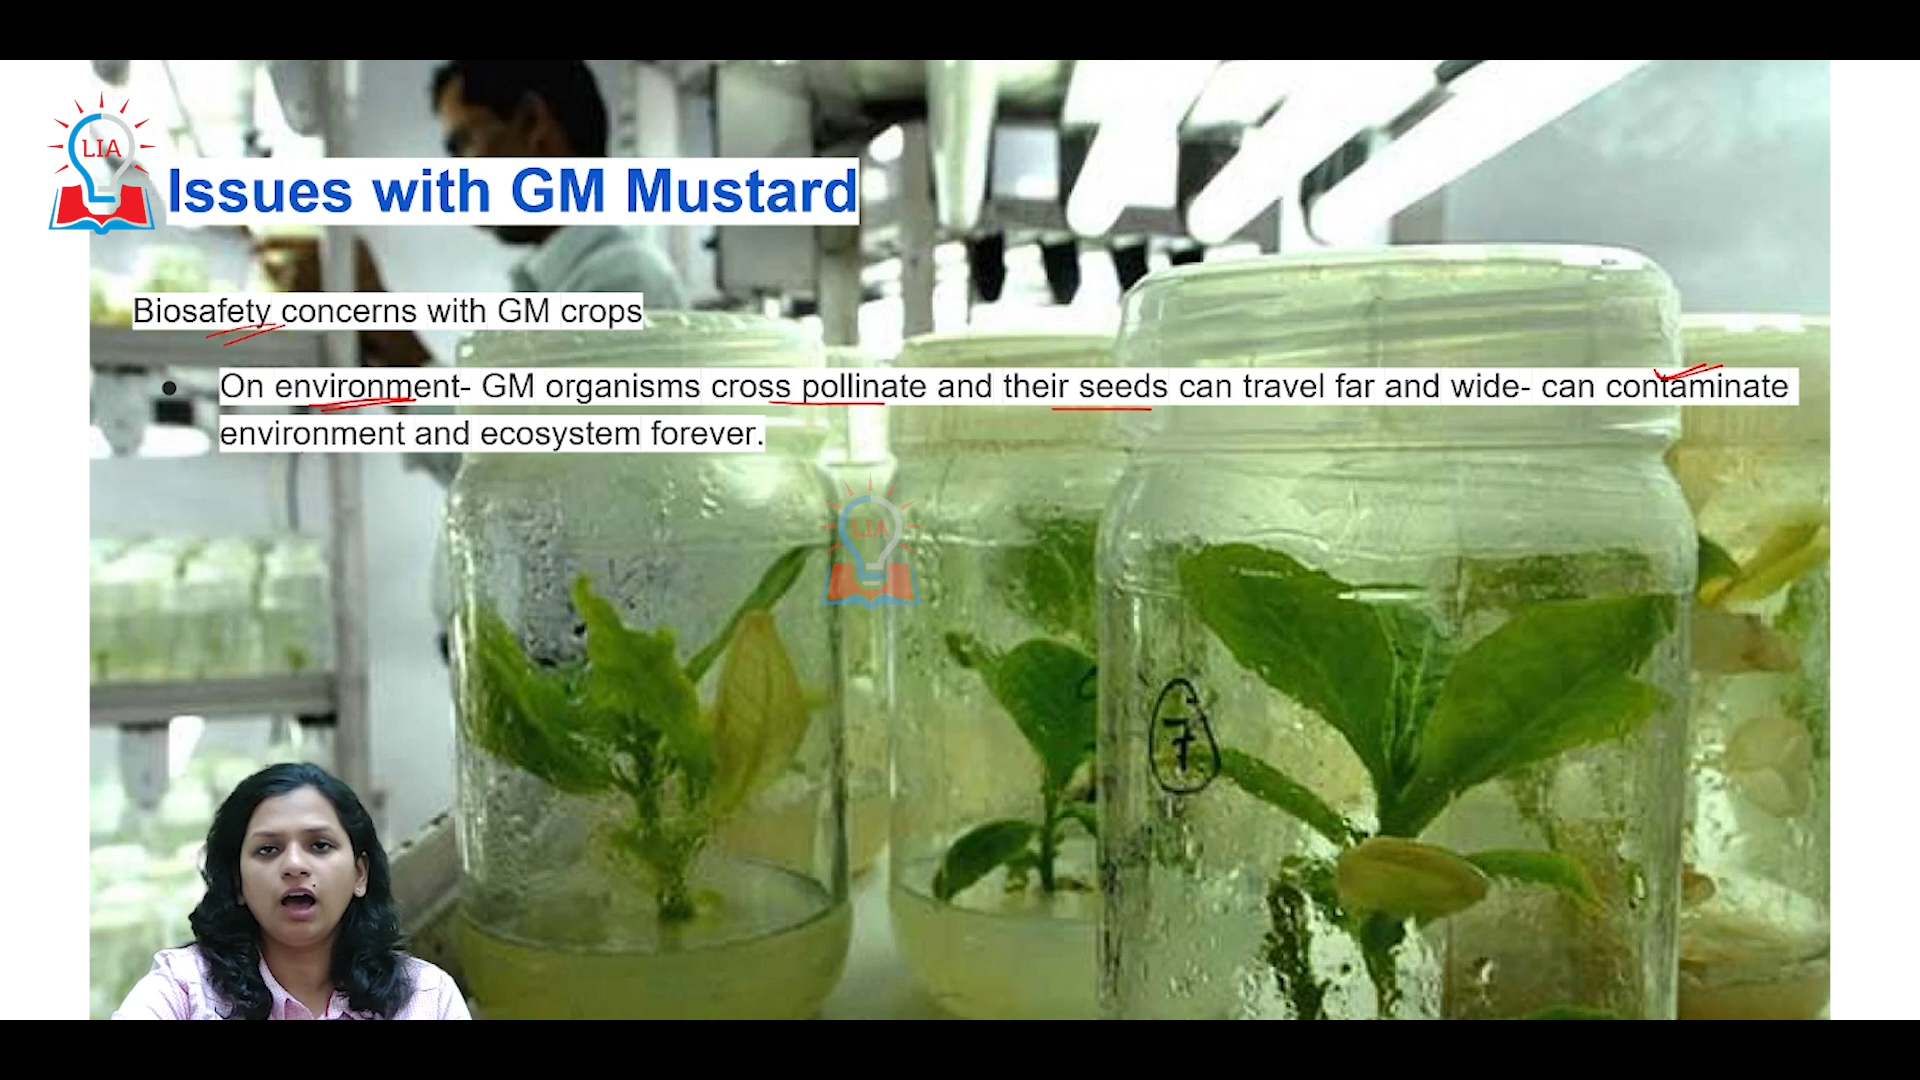 LIA
Issues with GM Mustard
Biosafety concerns with GM crops
On environment- GM organisms cross pollinate and their seeds can travel far and wide- can contaminate
environment and ecosystem forever.
LIA
7